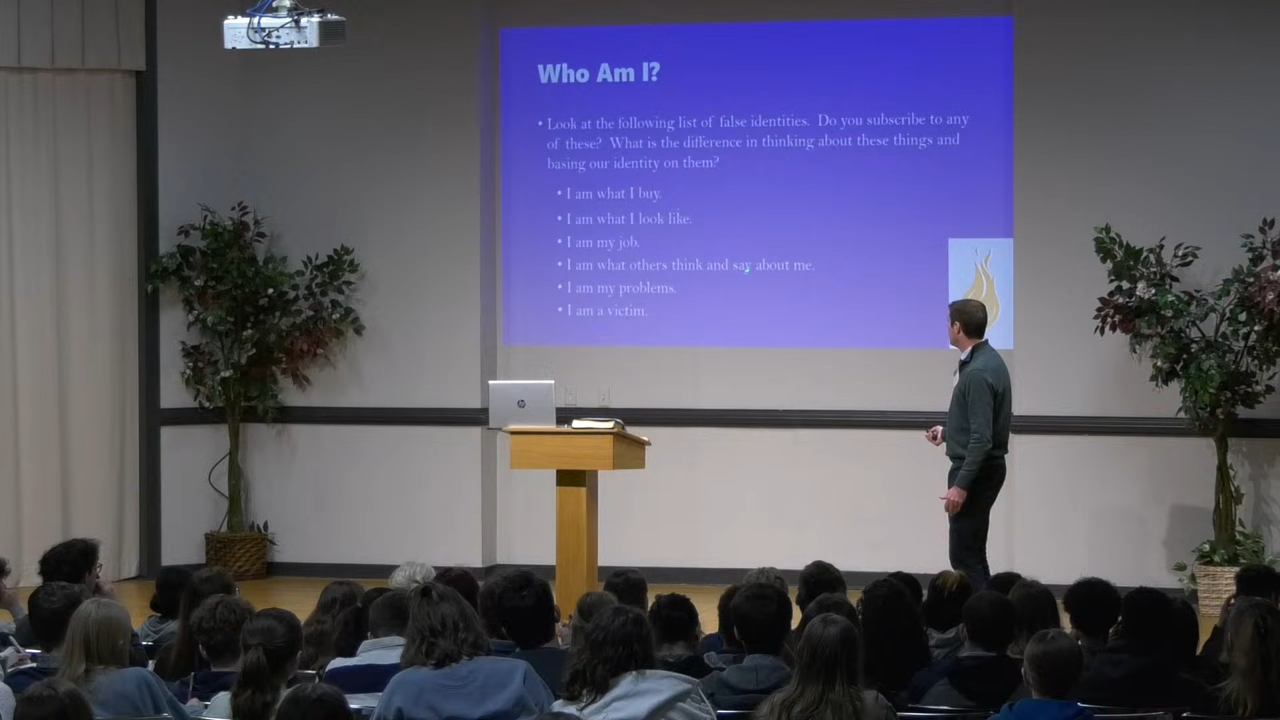 Who Am I?
• Look at the following list of false identities. Do you subscribe to any
of these? What is the difference in thinking about these things and
basing our identity on them?
• I am what I buy.
• I am what I look like.
• I am my job.
• I am what others think and say about me.
• I am my problems.
• I am a victim.
hp